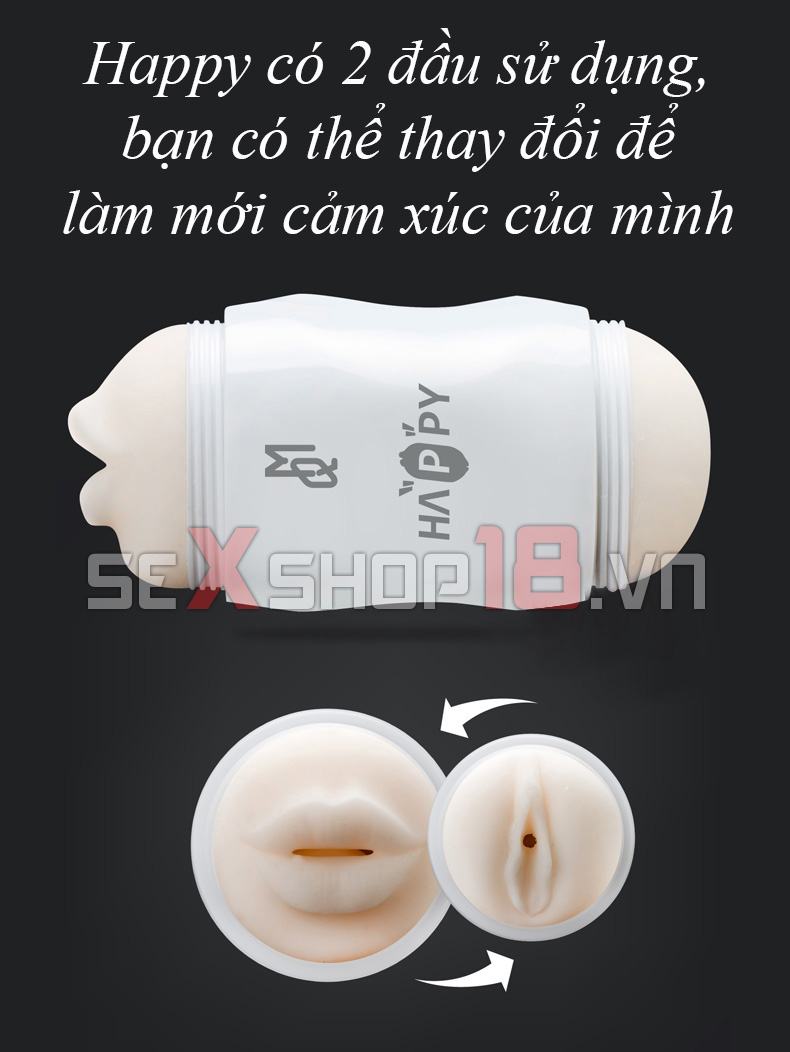 Happy có 2 đầu sử dụng,
bạn có thể thay đổi để
làm mới cảm xúc của mình
MIQ
HAPPY
SEXSHOP18.VN